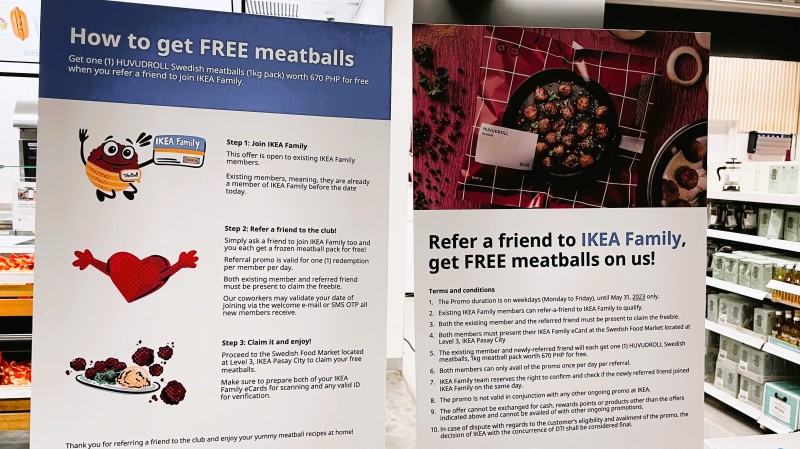 How to get FREE meatballs
Get one (1) HUVUDROLL Swedish meatballs (1kg pack) worth 670 PHP for free
when you refer a friend to join IKEA Family.
IKEA Family
Step 1: Join IKEA Family
This offer is open to existing IKEA Family
members.
Existing members, meaning, they are already
a member of IKEA Family before the date
today.
Step 2: Refer a friend to the club!
Simply ask a friend to join IKEA Family too and
you each get a frozen meatball pack for free!
Referral promo is valid for one (1) redemption
per member per day.
Both existing member and referred friend
must be present to claim the freebie.
Our coworkers may validate your date of
joining via the welcome e-mail or SMS OTP all
new members receive.
Step 3: Claim it and enjoy!
Proceed to the Swedish Food Market located
at Level 3, IKEA Pasay City to claim your free
meatballs.
Make sure to prepare both of your IKEA
Family eCards for scanning and any valid ID
for verification.
Thank you for referring a friend to the club and enjoy your yummy meatball recipes at home!
HUVUDROLL
Refer a friend to IKEA Family,
get FREE meatballs on us!
Terms and conditions
1. The Promo duration is on weekdays (Monday to Friday), until May 31, 2023 only.
2. Existing IKEA Family members can refer-a-friend to IKEA Family to qualify.
3. Both the existing member and the referred friend must be present to claim the freebie.
4. Both members must present their IKEA Family eCard at the Swedish Food Market located at
Level 3, IKEA Pasay City
5. The existing member and newly-referred friend will each get one (1) HUVUDROLL Swedish
meatballs, 1kg meatball pack worth 670 PHP for free.
6. Both members can only avail of the promo once per day per referral.
7. IKEA Family team reserves the right to confirm and check if the newly referred friend joined
IKEA Family on the same day.
8. The promo is not valid in conjunction with any other ongoing promo at IKEA.
9. The offer cannot be exchanged for cash, rewards points or products other than the offers
indicated above and cannot be availed of with other ongoing promotions.
10. In case of dispute with regards to the customer's eligibility and availment of the promo, the
decision of IKEA with the concurrence of DTI shall be considered final.